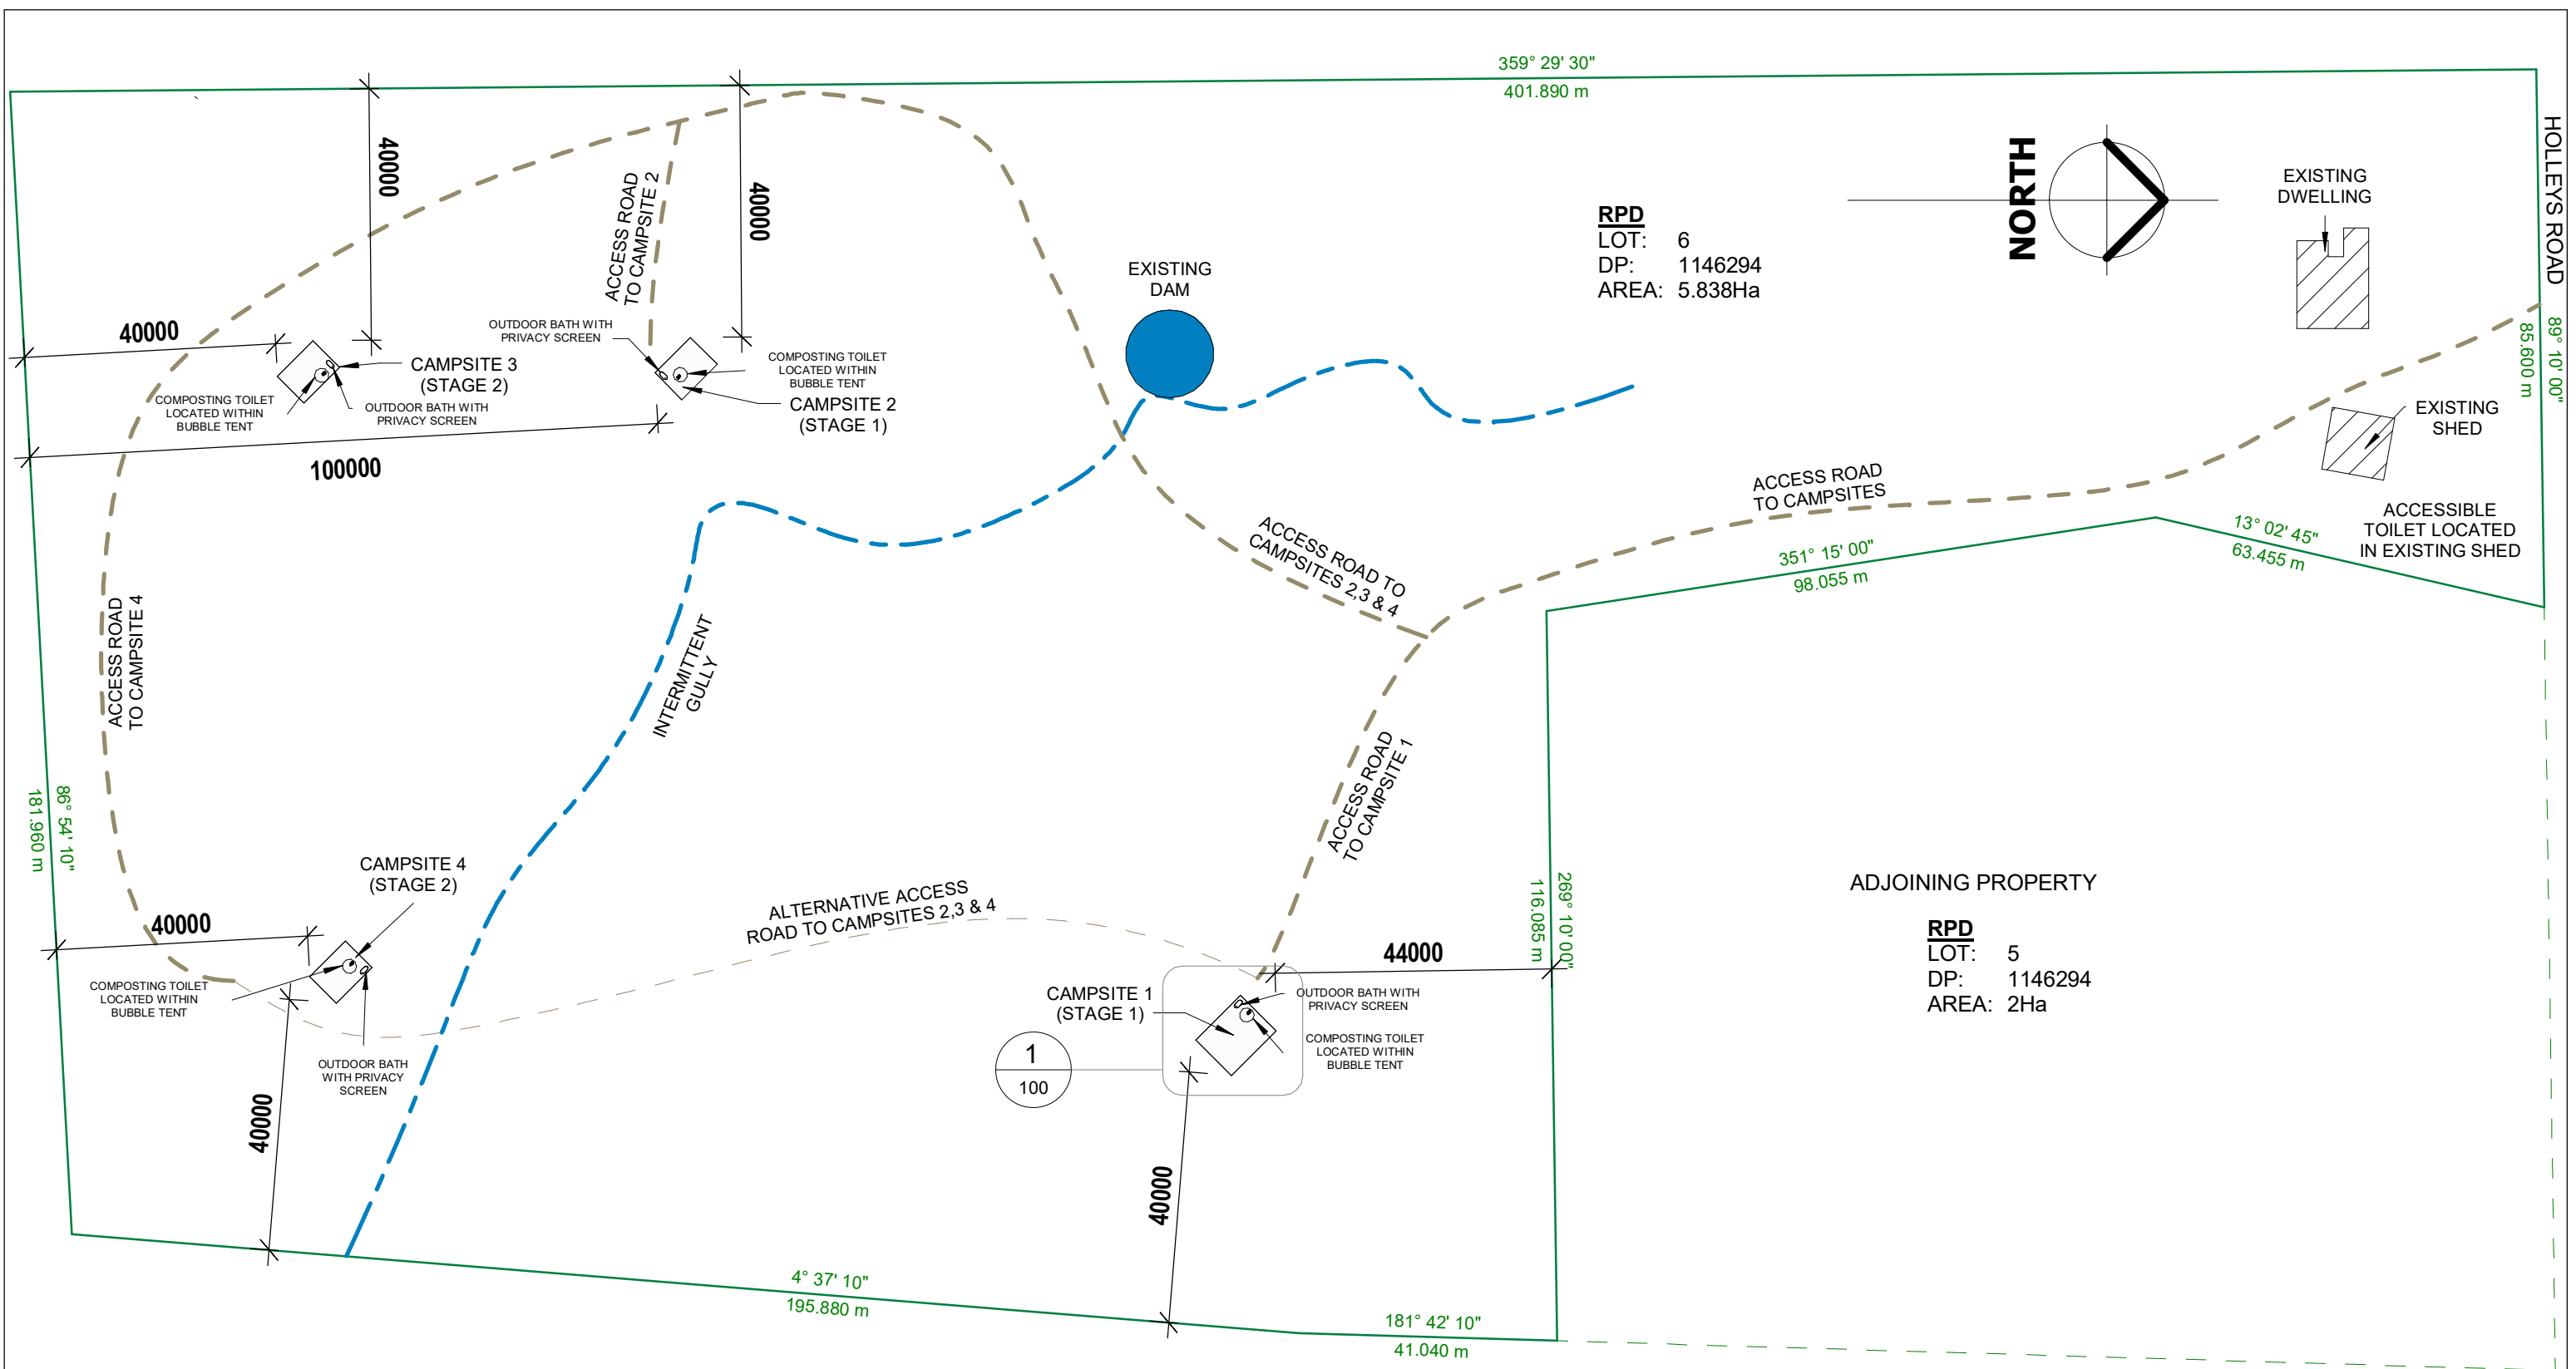 359° 29' 30"
401.890 m
HOLLEYS ROAD
89° 10' 00"
85.600 m
NORTH
EXISTING
DWELLING
RPD
LOT: 6
DP: 1146294
AREA: 5.838Ha
40000
40000
ACCESS ROAD
TO CAMPSITE 2
EXISTING
DAM
40000
OUTDOOR BATH WITH
PRIVACY SCREEN
COMPOSTING TOILET
LOCATED WITHIN
BUBBLE TENT
CAMPSITE 2
(STAGE 1)
CAMPSITE 3
(STAGE 2)
COMPOSTING TOILET
LOCATED WITHIN
BUBBLE TENT
OUTDOOR BATH WITH
PRIVACY SCREEN
100000
EXISTING
SHED
ACCESSIBLE
TOILET LOCATED
IN EXISTING SHED
ACCESS ROAD
TO CAMPSITES
13° 02' 45"
63.455 m
351° 15' 00"
98.055 m
ACCESS ROAD TO
CAMPSITES 2,3 & 4
ACCESS ROAD
TO CAMPSITE 4
INTERMITTENT
GULLY
ACCESS ROAD
TO CAMPSITE 1
86° 54' 10"
181.960 m
CAMPSITE 4
(STAGE 2)
40000
COMPOSTING TOILET
LOCATED WITHIN
BUBBLE TENT
OUTDOOR BATH
WITH PRIVACY
SCREEN
40000
ALTERNATIVE ACCESS
ROAD TO CAMPSITES 2,3 & 4
269° 10' 00"
116.085 m
44000
CAMPSITE 1
(STAGE 1)
OUTDOOR BATH WITH
PRIVACY SCREEN
COMPOSTING TOILET
LOCATED WITHIN
BUBBLE TENT
1
100
40000
ADJOINING PROPERTY
RPD
LOT: 5
DP: 1146294
AREA: 2Ha
4° 37' 10"
195.880 m
181° 42' 10"
41.040 m